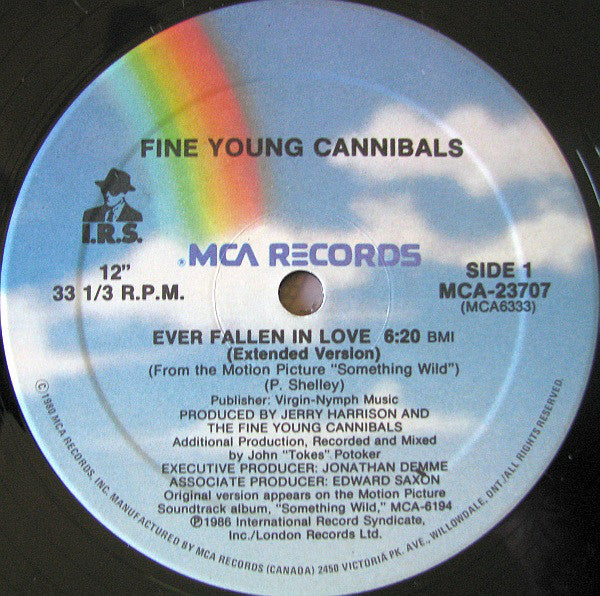 FINE YOUNG CANNIBALS
I.R.S.
MCA RECORDS
12"
33 1/3 R.P.M.
SIDE 1
MCA-23707
(MCA6333)
EVER FALLEN IN LOVE 6:20 BMI
(Extended Version)
(From the Motion Picture "Something Wild")
(P. Shelley)
Publisher: Virgin-Nymph Music
PRODUCED BY JERRY HARRISON AND
THE FINE YOUNG CANNIBALS
Additional Production, Recorded and Mixed
by John "Tokes" Potoker
EXECUTIVE PRODUCER: JONATHAN DEMME
ASSOCIATE PRODUCER: EDWARD SAXON
Original version appears on the Motion Picture
Soundtrack album, "Something Wild," MCA-6194
℗1986 International Record Syndicate,
Inc./London Records Ltd.
© 1980 MCA RECORDS, INC. MANUFACTURED BY MCA RECORDS (CANADA) 2450 VICTORIA PK. AVE., WILLOWDALE, ONT/ALL RIGHTS RESERVED.